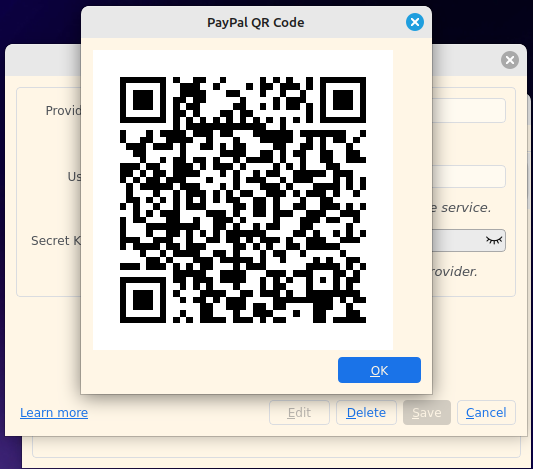 PayPal QR Code
Provid
Us
e service.
Secret K
rovider.
OK
Learn more
Edit
Delete
Save
Cancel